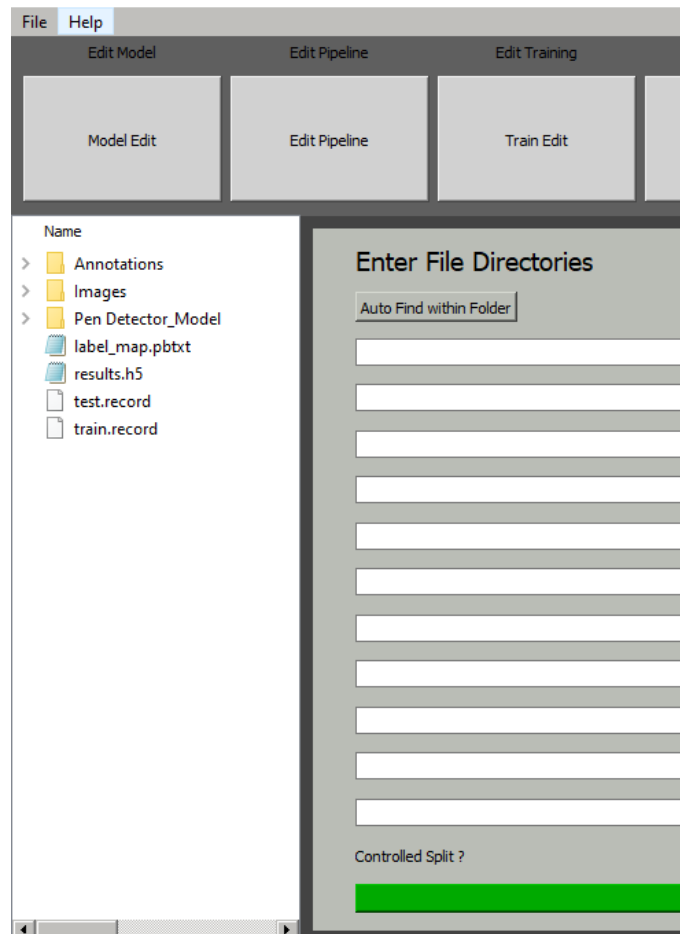 File Help
Edit Model Edit Pipeline Edit Training
Model Edit Edit Pipeline Train Edit
Name
Annotations
Images
Pen Detector_Model
label_map.pbtxt
results.h5
test.record
train.record
Enter File Directories
Auto Find within Folder
Controlled Split ?